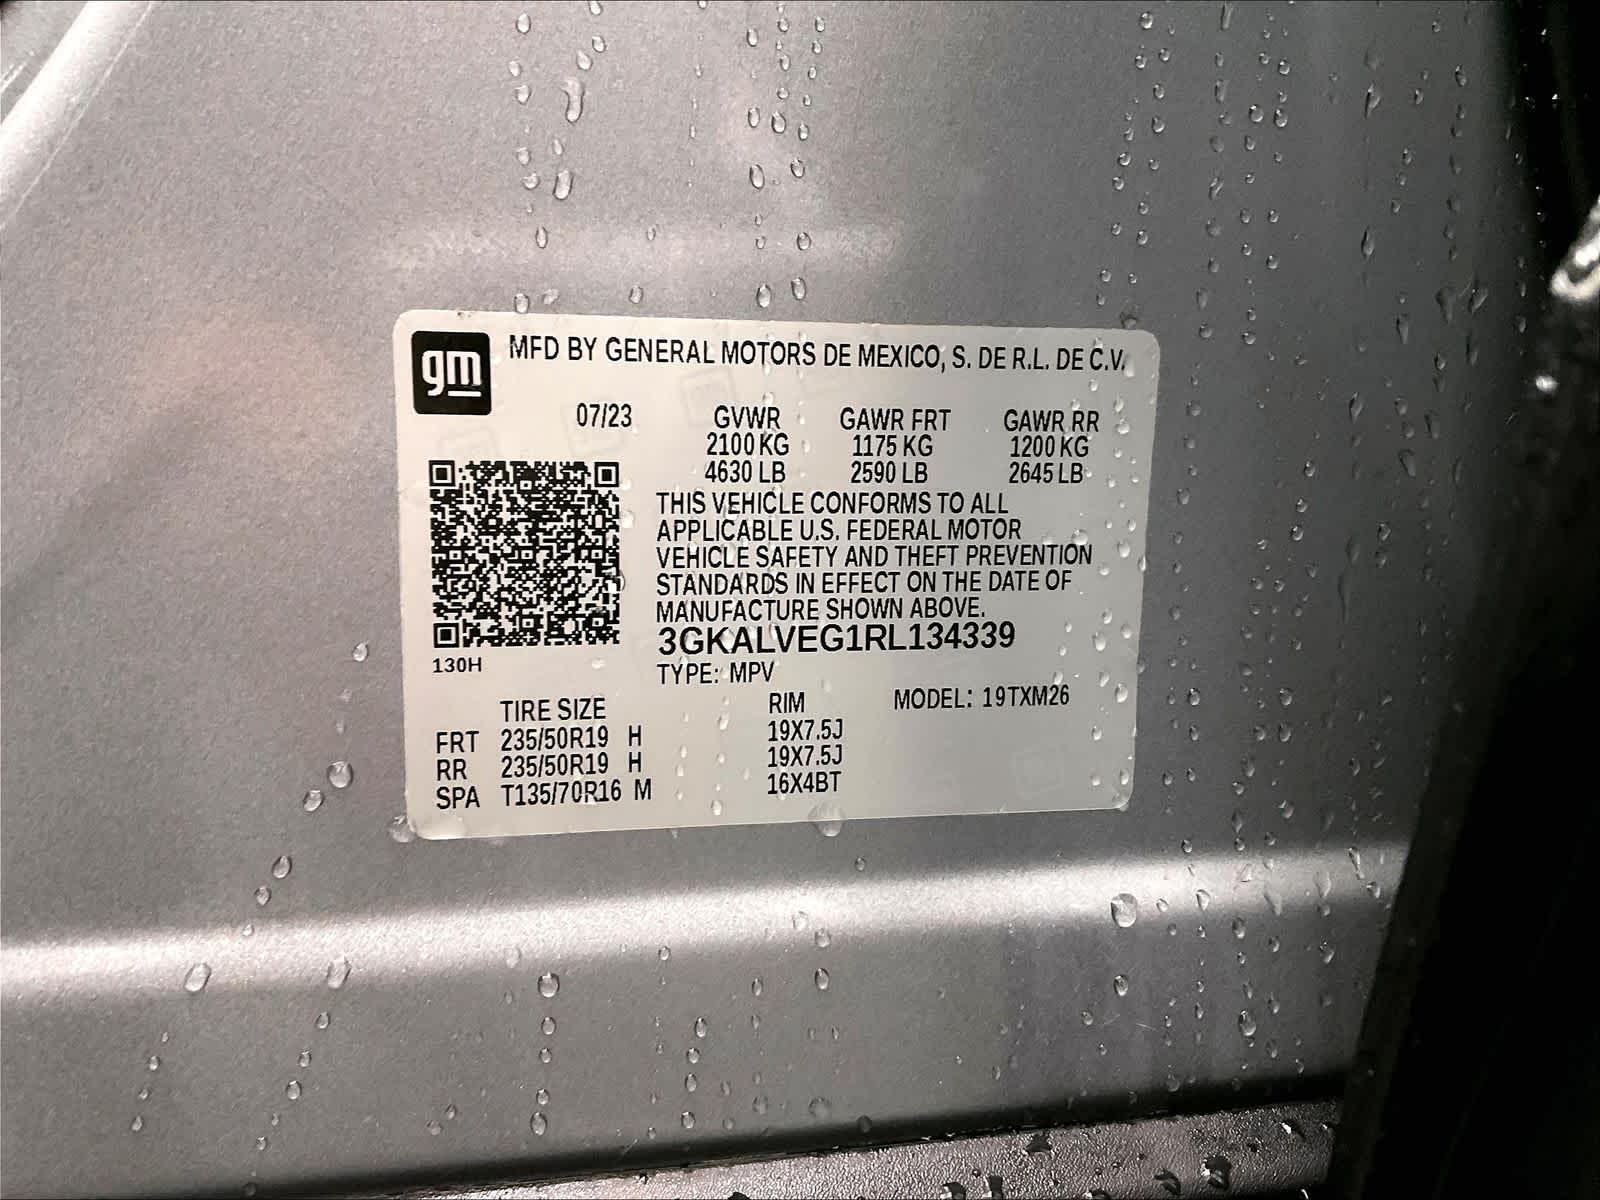 gm
MFD BY GENERAL MOTORS DE MEXICO, S. DE R.L. DE C.V.
07/23 GVWR GAWR FRT GAWR RR
2100 KG 1175 KG 1200 KG
4630 LB 2590 LB 2645 LB
THIS VEHICLE CONFORMS TO ALL
APPLICABLE U.S. FEDERAL MOTOR
VEHICLE SAFETY AND THEFT PREVENTION
STANDARDS IN EFFECT ON THE DATE OF
MANUFACTURE SHOWN ABOVE.
3GKALVEG1RL134339
130H
TYPE: MPV
TIRE SIZE RIM MODEL: 19TXM26
FRT 235/50R19 H 19X7.5J
RR 235/50R19 H 19X7.5J
SPA T135/70R16 M 16X4BT